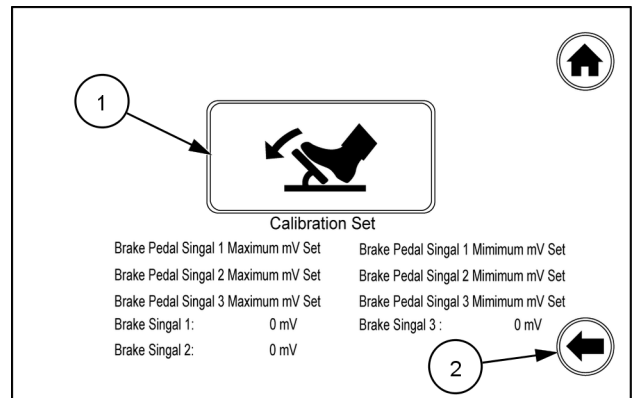 1
Calibration Set
Brake Pedal Singal 1 Maximum mV Set Brake Pedal Singal 1 Mimimum mV Set
Brake Pedal Singal 2 Maximum mV Set Brake Pedal Singal 2 Mimimum mV Set
Brake Pedal Singal 3 Maximum mV Set Brake Pedal Singal 3 Mimimum mV Set
Brake Singal 1: 0 mV Brake Singal 3 : 0 mV
Brake Singal 2: 0 mV
2